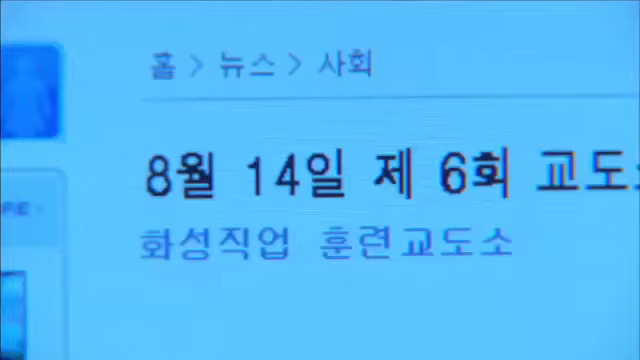 홈 > 뉴스 > 사회
8월 14일 제 6회 교도
화성직업 훈련교도소